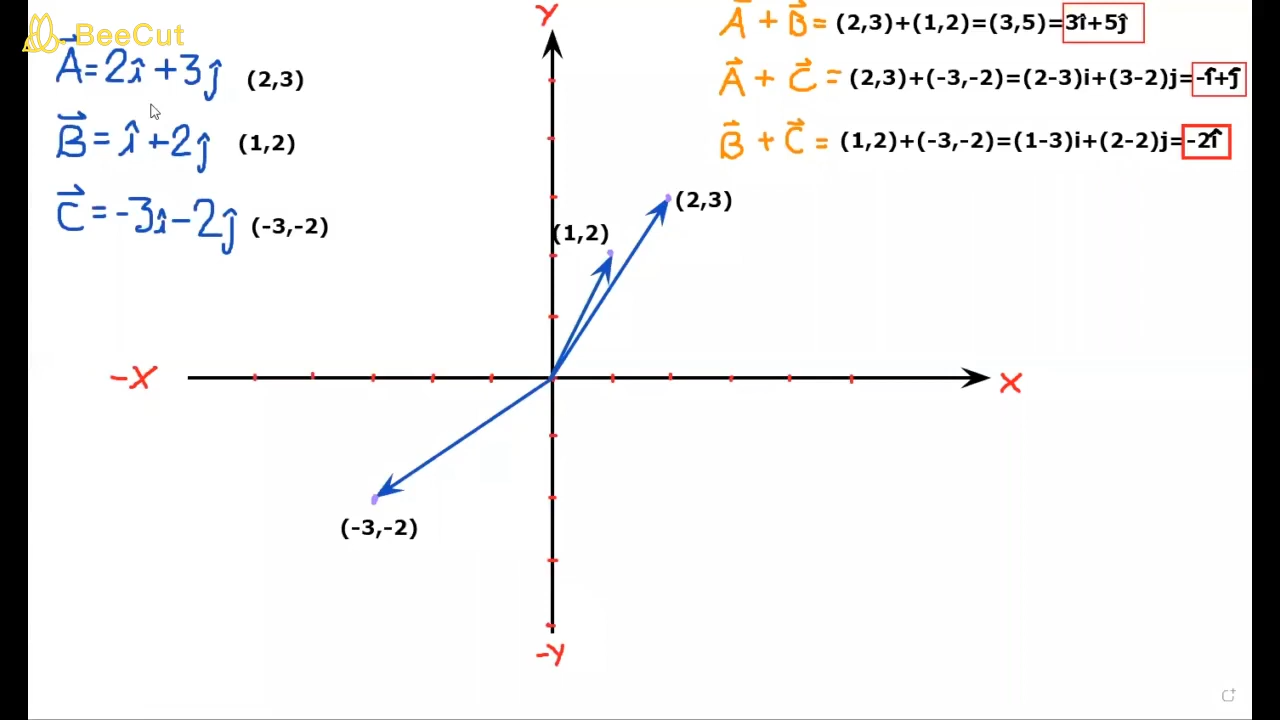 BeeCut
A⃗=2î+3ĵ (2,3)
B⃗=î+2ĵ (1,2)
C⃗=-3î-2ĵ (-3,-2)
A⃗+B⃗=(2,3)+(1,2)=(3,5)=3î+5ĵ
A⃗+C⃗=(2,3)+(-3,-2)=(2-3)i+(3-2)j=-î+ĵ
B⃗+C⃗=(1,2)+(-3,-2)=(1-3)i+(2-2)j=-2î
Y
(2,3)
(1,2)
-X
X
(-3,-2)
-Y